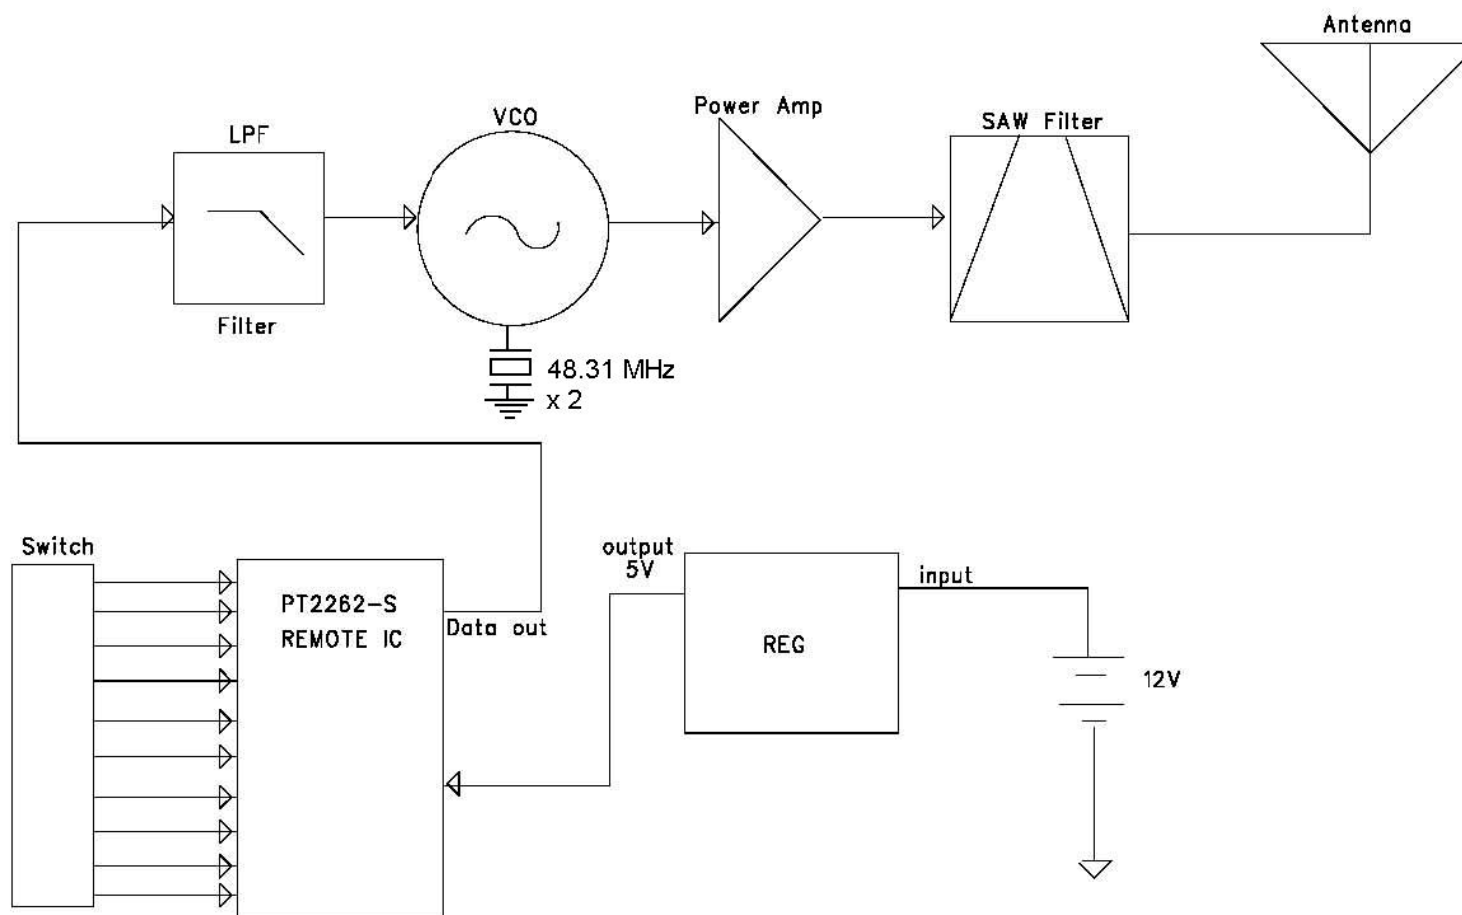 Antenna
Power Amp
VCO
SAW Filter
LPF
Filter
48.31 MHz
x 2
Switch
output
5V
input
PT2262-S
REMOTE IC
Data out
REG
12V